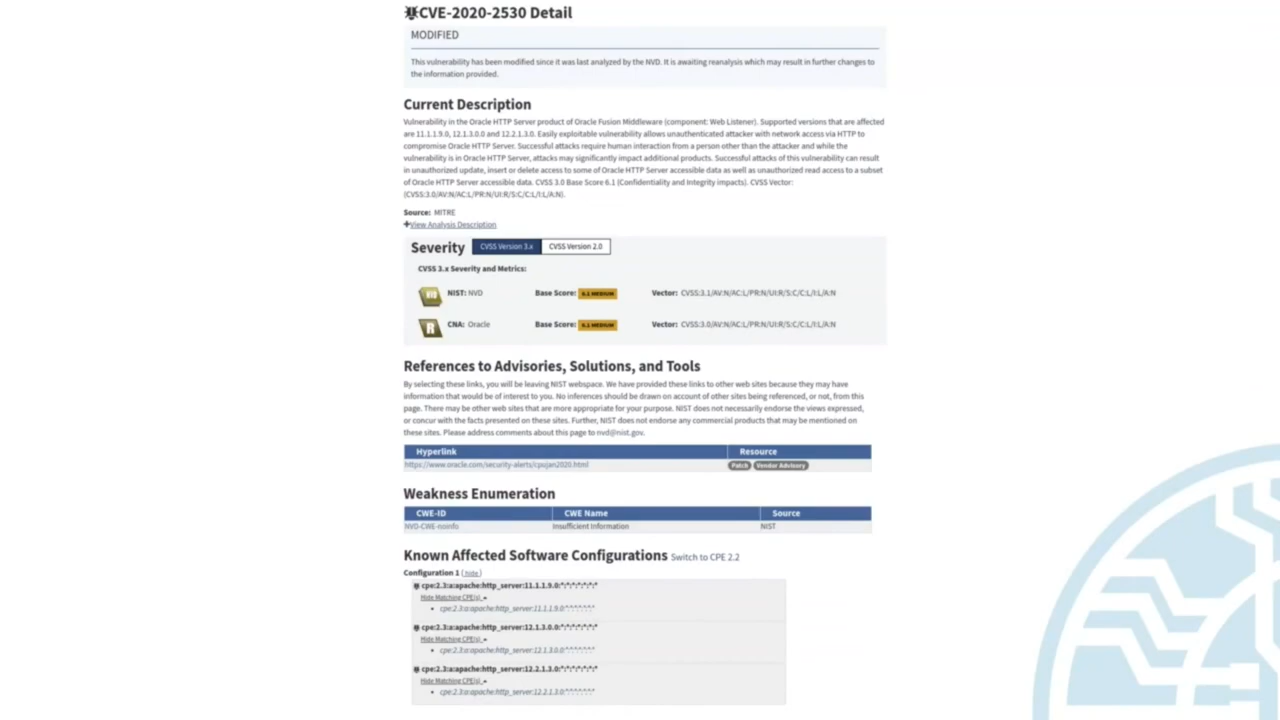 CVE-2020-2530 Detail
MODIFIED
This vulnerability has been modified since it was last analyzed by the NVD. It is awaiting reanalysis which may result in further changes to
the information provided.
Current Description
Vulnerability in the Oracle HTTP Server product of Oracle Fusion Middleware (component: Web Listener). Supported versions that are affected
are 11.1.1.9.0, 12.1.3.0.0 and 12.2.1.3.0. Easily exploitable vulnerability allows unauthenticated attacker with network access via HTTP to
compromise Oracle HTTP Server. Successful attacks require human interaction from a person other than the attacker and while the
vulnerability is in Oracle HTTP Server, attacks may significantly impact additional products. Successful attacks of this vulnerability can result
in unauthorized update, insert or delete access to some of Oracle HTTP Server accessible data as well as unauthorized read access to a subset
of Oracle HTTP Server accessible data. CVSS 3.0 Base Score 6.1 (Confidentiality and Integrity impacts). CVSS Vector:
(CVSS:3.0/AV:N/AC:L/PR:N/UI:R/S:C/C:L/I:L/A:N).
Source: MITRE
+View Analysis Description
Severity CVSS Version 3.x CVSS Version 2.0
CVSS 3.x Severity and Metrics:
NIST: NVD Base Score: 6.1 MEDIUM Vector: CVSS:3.1/AV:N/AC:L/PR:N/UI:R/S:C/C:L/I:L/A:N
CNA: Oracle Base Score: 6.1 MEDIUM Vector: CVSS:3.0/AV:N/AC:L/PR:N/UI:R/S:C/C:L/I:L/A:N
References to Advisories, Solutions, and Tools
By selecting these links, you will be leaving NIST webspace. We have provided these links to other web sites because they may have
information that would be of interest to you. No inferences should be drawn on account of other sites being referenced, or not, from this
page. There may be other web sites that are more appropriate for your purpose. NIST does not necessarily endorse the views expressed,
or concur with the facts presented on these sites. Further, NIST does not endorse any commercial products that may be mentioned on
these sites. Please address comments about this page to nvd@nist.gov.
Hyperlink Resource
https://www.oracle.com/security-alerts/cpujan2020.html Patch Vendor Advisory
Weakness Enumeration
CWE-ID CWE Name Source
NVD-CWE-noinfo Insufficient Information NIST
Known Affected Software Configurations Switch to CPE 2.2
Configuration 1 ( hide )
cpe:2.3:a:apache:http_server:11.1.1.9.0:*:*:*:*:*:*:*
Hide Matching CPE(s)
• cpe:2.3:a:apache:http_server:11.1.1.9.0:*:*:*:*:*:*:*
cpe:2.3:a:apache:http_server:12.1.3.0.0:*:*:*:*:*:*:*
Hide Matching CPE(s)
• cpe:2.3:a:apache:http_server:12.1.3.0.0:*:*:*:*:*:*:*
cpe:2.3:a:apache:http_server:12.2.1.3.0:*:*:*:*:*:*:*
Hide Matching CPE(s)
• cpe:2.3:a:apache:http_server:12.2.1.3.0:*:*:*:*:*:*:*